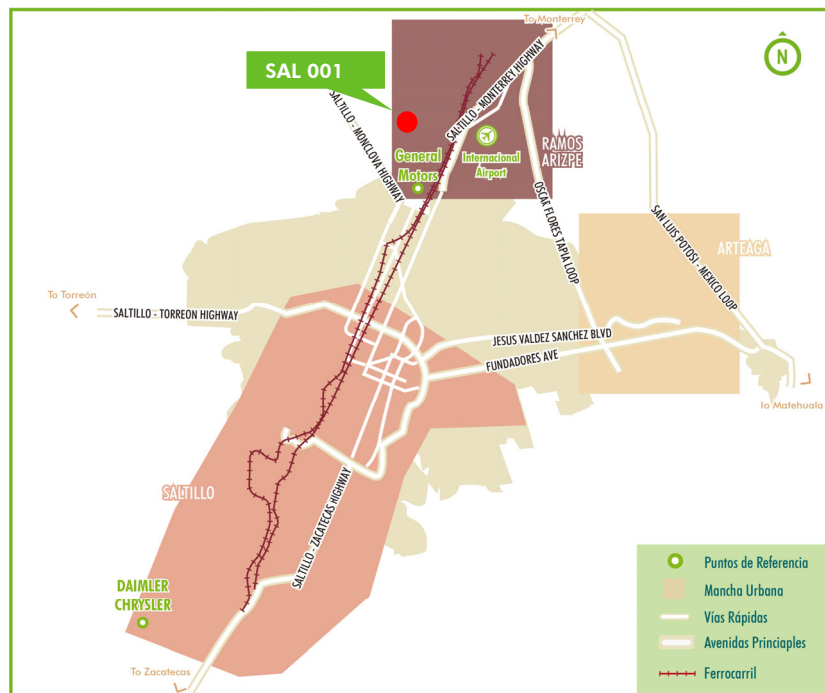 To Monterrey
N
SAL 001
SALTILLO - MONCLOVA HIGHWAY
SALTILLO - MONTERREY HIGHWAY
General
Motors
Internacional
Airport
RAMOS
ARIZPE
OSCAR FLORES TAPIA LOOP
SAN LUIS POTOSI - MEXICO LOOP
ARTEAGA
To Torreón
SALTILLO - TORREON HIGHWAY
JESUS VALDEZ SANCHEZ BLVD
FUNDADORES AVE
To Matehuala
SALTILLO
SALTILLO - ZACATECAS HIGHWAY
DAIMLER
CHRYSLER
To Zacatecas
Puntos de Referencia
Mancha Urbana
Vías Rápidas
Avenidas Princiaples
Ferrocarril